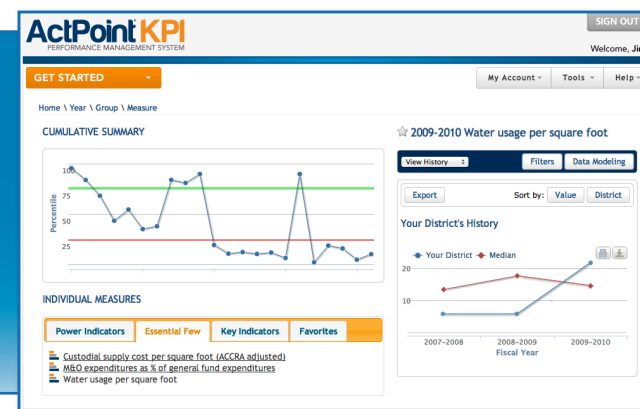 ActPoint KPI
PERFORMANCE MANAGEMENT SYSTEM
SIGN OUT
Welcome, Ji
GET STARTED
My Account
Tools
Help
Home \ Year \ Group \ Measure
CUMULATIVE SUMMARY
Percentile
100
75
50
25
INDIVIDUAL MEASURES
Power Indicators
Essential Few
Key Indicators
Favorites
Custodial supply cost per square foot (ACCRA adjusted)
M&O expenditures as % of general fund expenditures
Water usage per square foot
2009-2010 Water usage per square foot
View History
Filters
Data Modeling
Export
Sort by:
Value
District
Your District's History
Your District
Median
20
10
2007-2008
2008-2009
2009-2010
Fiscal Year